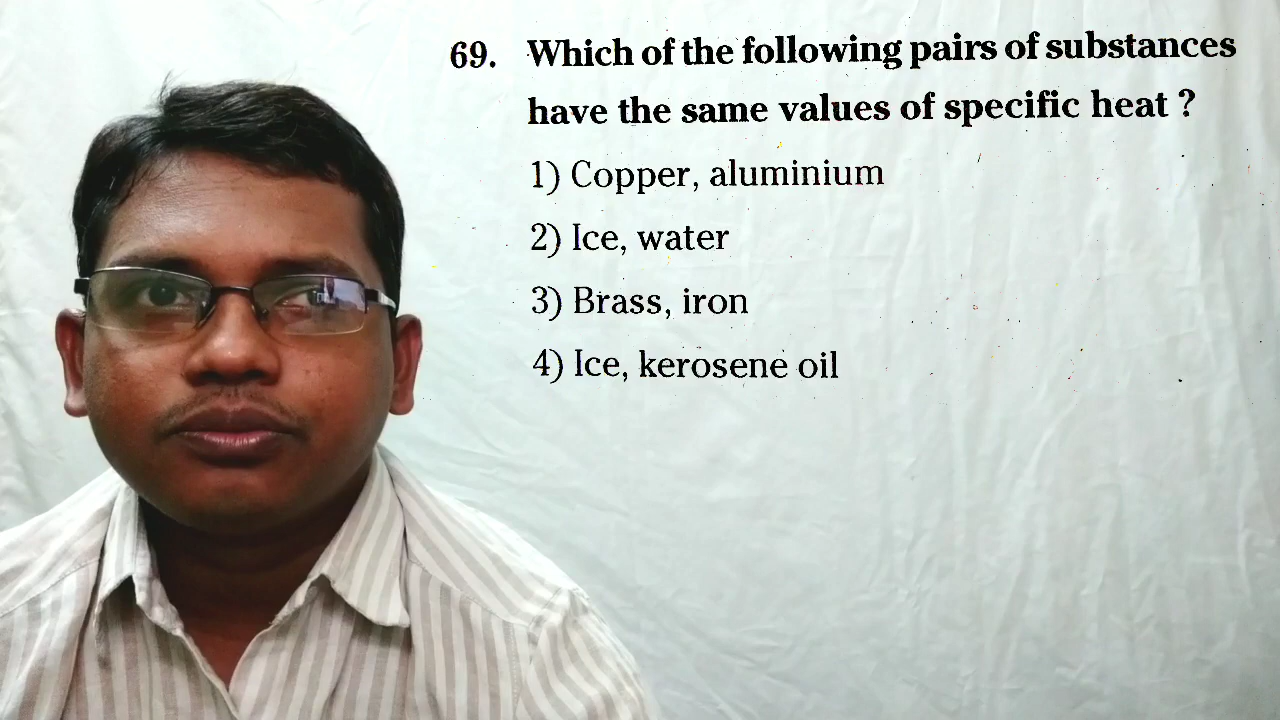 69. Which of the following pairs of substances
have the same values of specific heat ?
1) Copper, aluminium
2) Ice, water
3) Brass, iron
4) Ice, kerosene oil